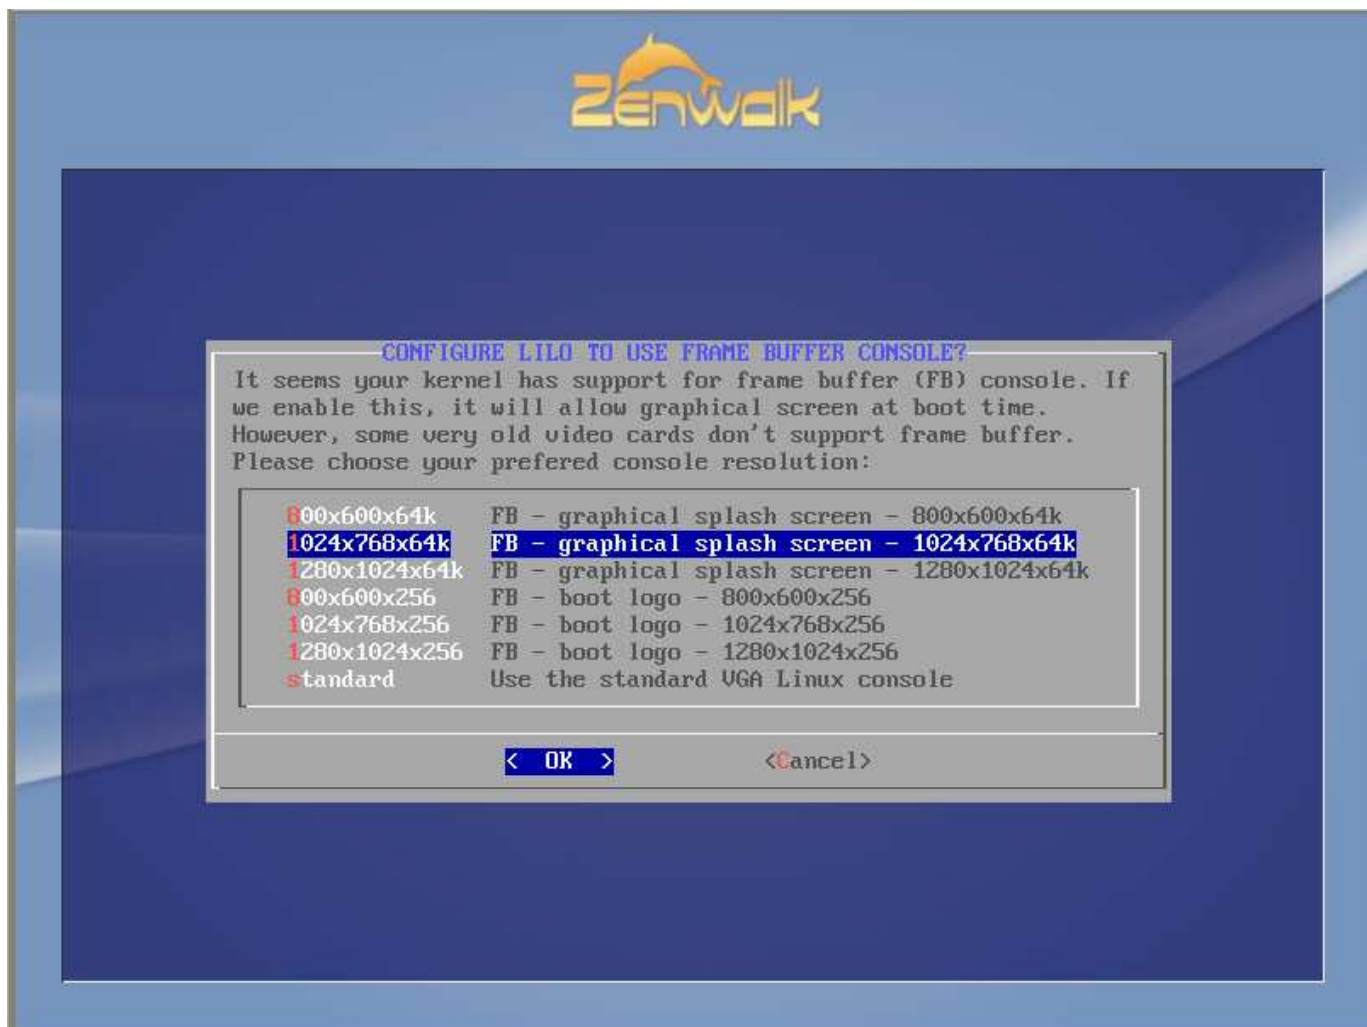 Zenwalk
CONFIGURE LILO TO USE FRAME BUFFER CONSOLE?
It seems your kernel has support for frame buffer (FB) console. If
we enable this, it will allow graphical screen at boot time.
However, some very old video cards don't support frame buffer.
Please choose your prefered console resolution:
800x600x64k FB - graphical splash screen - 800x600x64k
1024x768x64k FB - graphical splash screen - 1024x768x64k
1280x1024x64k FB - graphical splash screen - 1280x1024x64k
800x600x256 FB - boot logo - 800x600x256
1024x768x256 FB - boot logo - 1024x768x256
1280x1024x256 FB - boot logo - 1280x1024x256
standard Use the standard VGA Linux console
< OK > <Cancel>